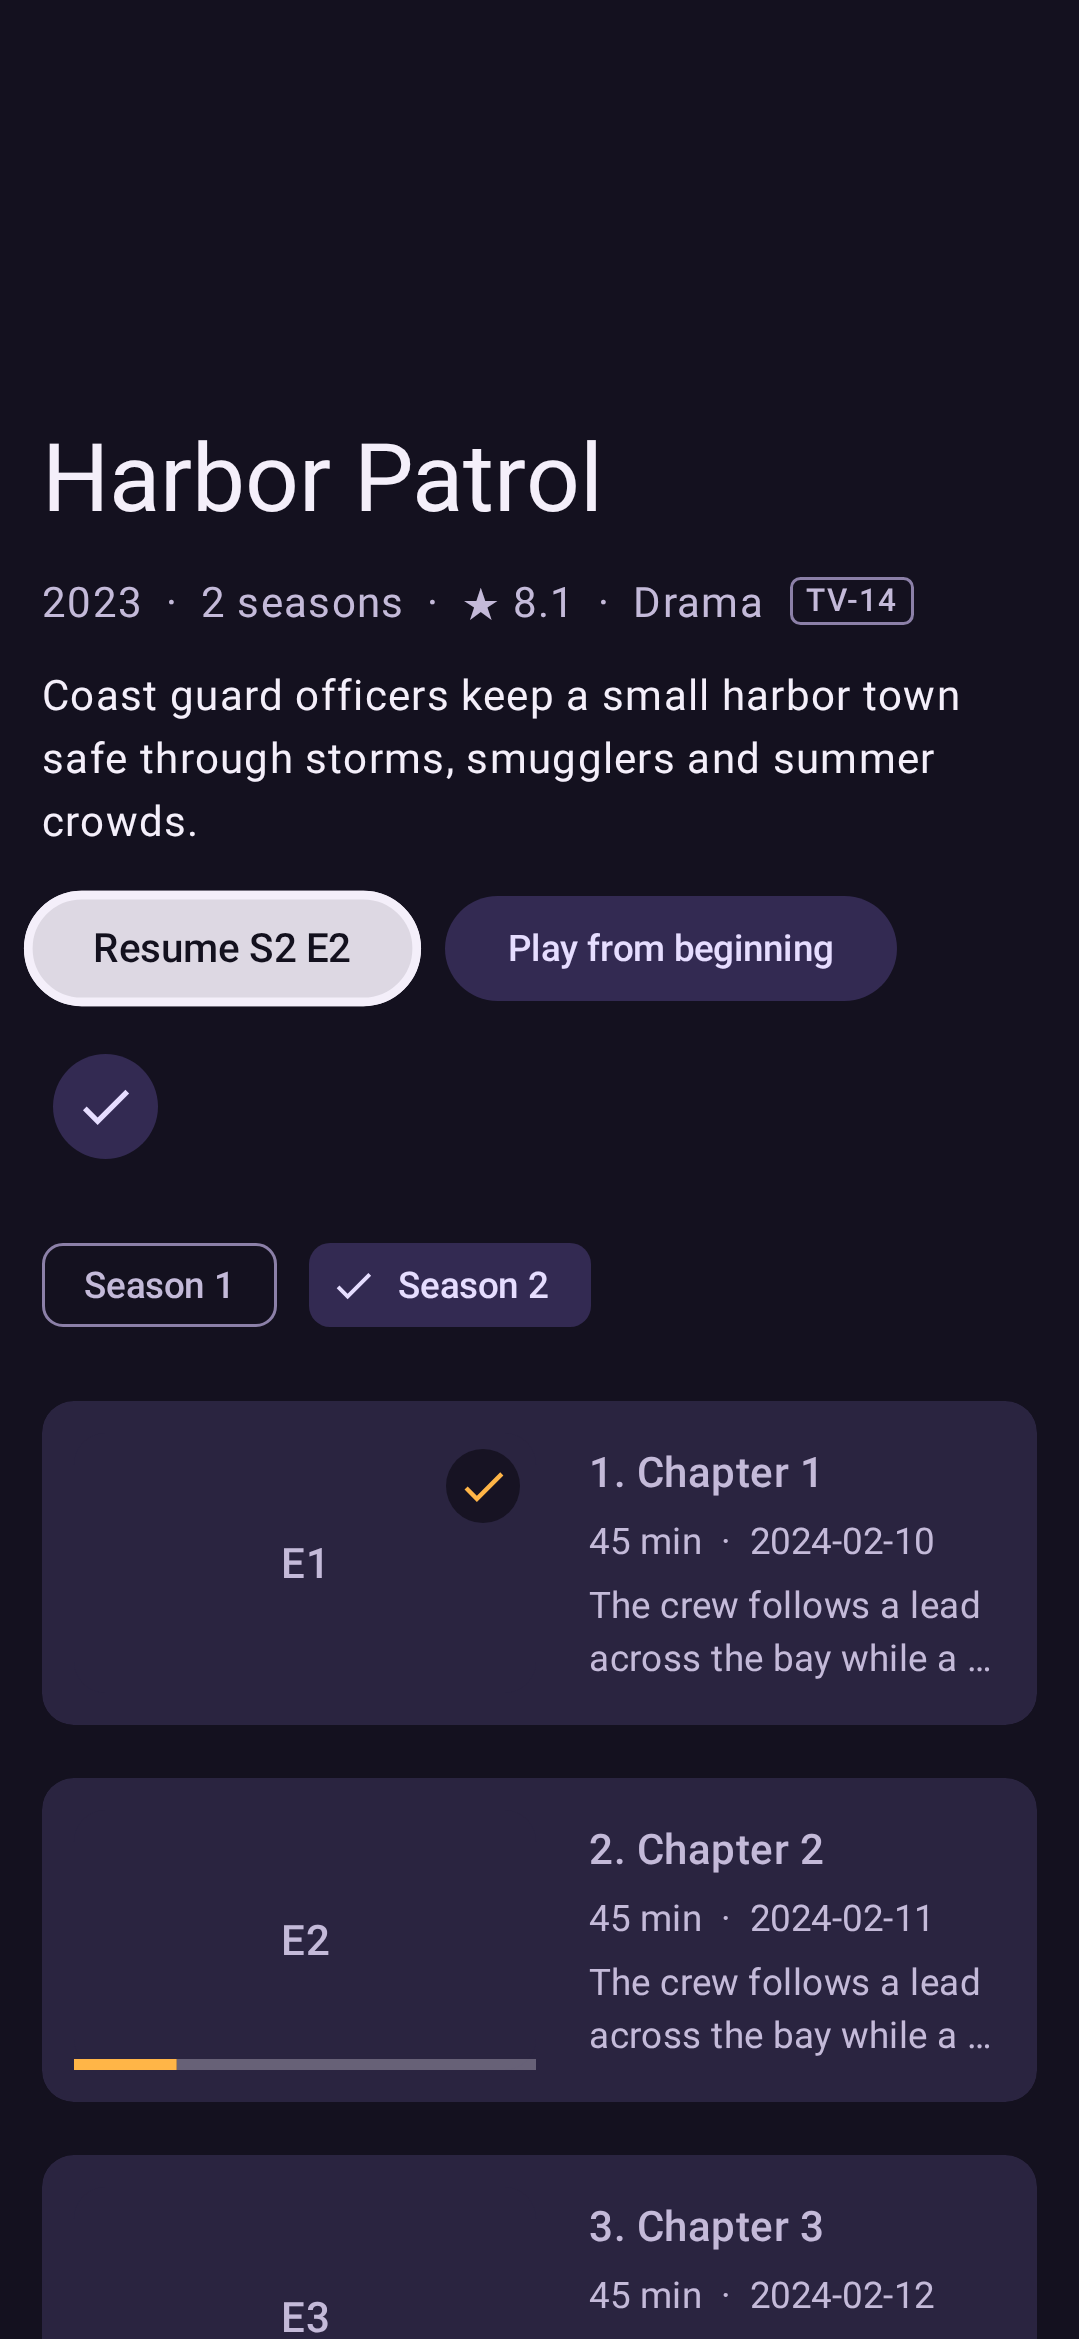 Harbor Patrol
2023 · 2 seasons · ★ 8.1 · Drama TV-14
Coast guard officers keep a small harbor town
safe through storms, smugglers and summer
crowds.
Resume S2 E2 Play from beginning
Season 1 Season 2
E1
1. Chapter 1
45 min · 2024-02-10
The crew follows a lead
across the bay while a ...
E2
2. Chapter 2
45 min · 2024-02-11
The crew follows a lead
across the bay while a ...
E3
3. Chapter 3
45 min · 2024-02-12